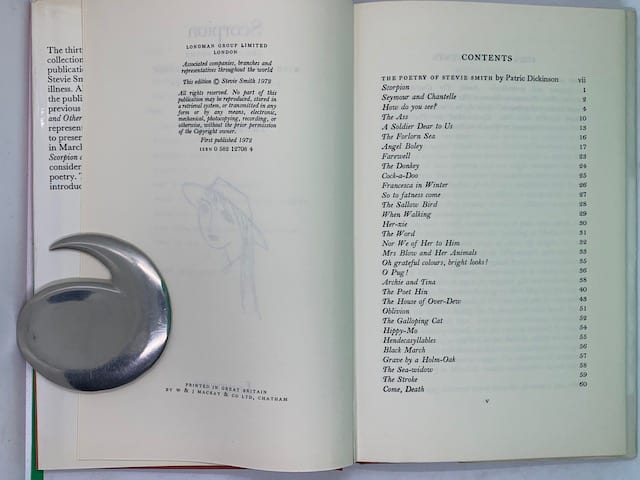 The thirt
collection
publicatio
Stevie Smi
illness. A
the publi
previous
and Other
represent
to presen
in March
Scorpion a
consider
poetry. T
introduc
LONGMAN GROUP LIMITED
LONDON
Associated companies, branches and
representatives throughout the world
This edition © Stevie Smith 1972
All rights reserved. No part of this
publication may be reproduced, stored in
a retrieval system, or transmitted in any
form or by any means, electronic,
mechanical, photocopying, recording, or
otherwise, without the prior permission
of the Copyright owner.
First published 1972
ISBN 0 582 12708 4
PRINTED IN GREAT BRITAIN
BY W & J MACKAY & CO LTD, CHATHAM
CONTENTS
THE POETRY OF STEVIE SMITH by Patric Dickinson vii
Scorpion 1
Seymour and Chantelle 2
How do you see? 4
The Ass 10
A Soldier Dear to Us 13
The Forlorn Sea 16
Angel Boley 17
Farewell 23
The Donkey 24
Cock-a-Doo 25
Francesca in Winter 26
So to fatness come 27
The Sallow Bird 28
When Walking 29
Her-zie 30
The Word 31
Nor We of Her to Him 32
Mrs Blow and Her Animals 33
Oh grateful colours, bright looks! 35
O Pug! 36
Archie and Tina 38
The Poet Hin 40
The House of Over-Dew 43
Oblivion 51
The Galloping Cat 52
Hippy-Mo 54
Hendecasyllables 55
Black March 56
Grave by a Holm-Oak 57
The Sea-widow 58
The Stroke 59
Come, Death 60
v